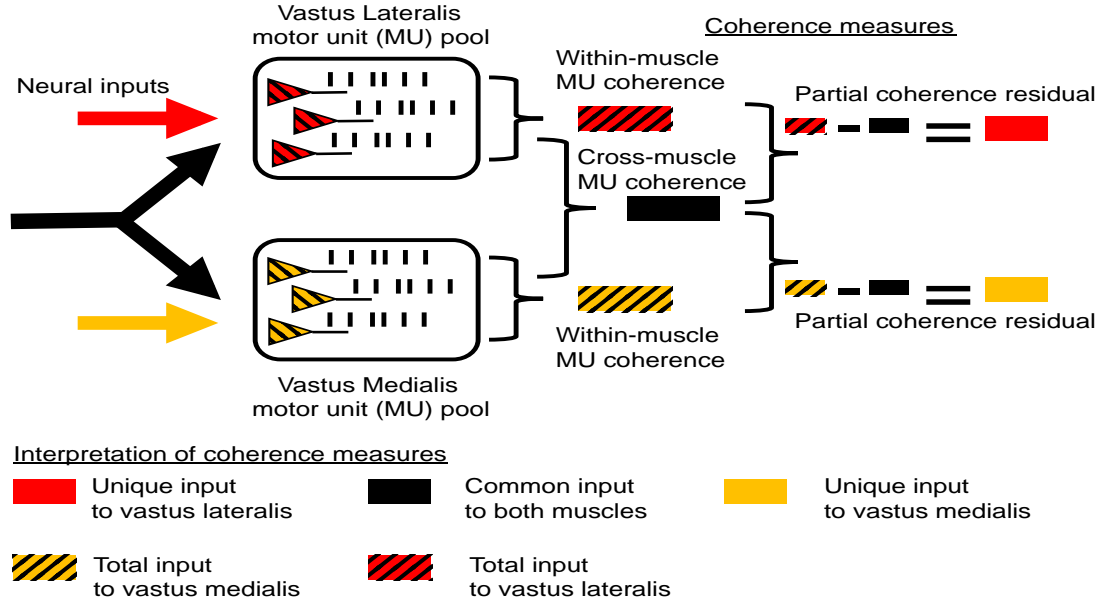 Vastus Lateralis
motor unit (MU) pool
Coherence measures
Neural inputs
Within-muscle
MU coherence
Partial coherence residual
Cross-muscle
MU coherence
Partial coherence residual
Within-muscle
MU coherence
Vastus Medialis
motor unit (MU) pool
Interpretation of coherence measures
Unique input
to vastus lateralis
Common input
to both muscles
Unique input
to vastus medialis
Total input
to vastus medialis
Total input
to vastus lateralis